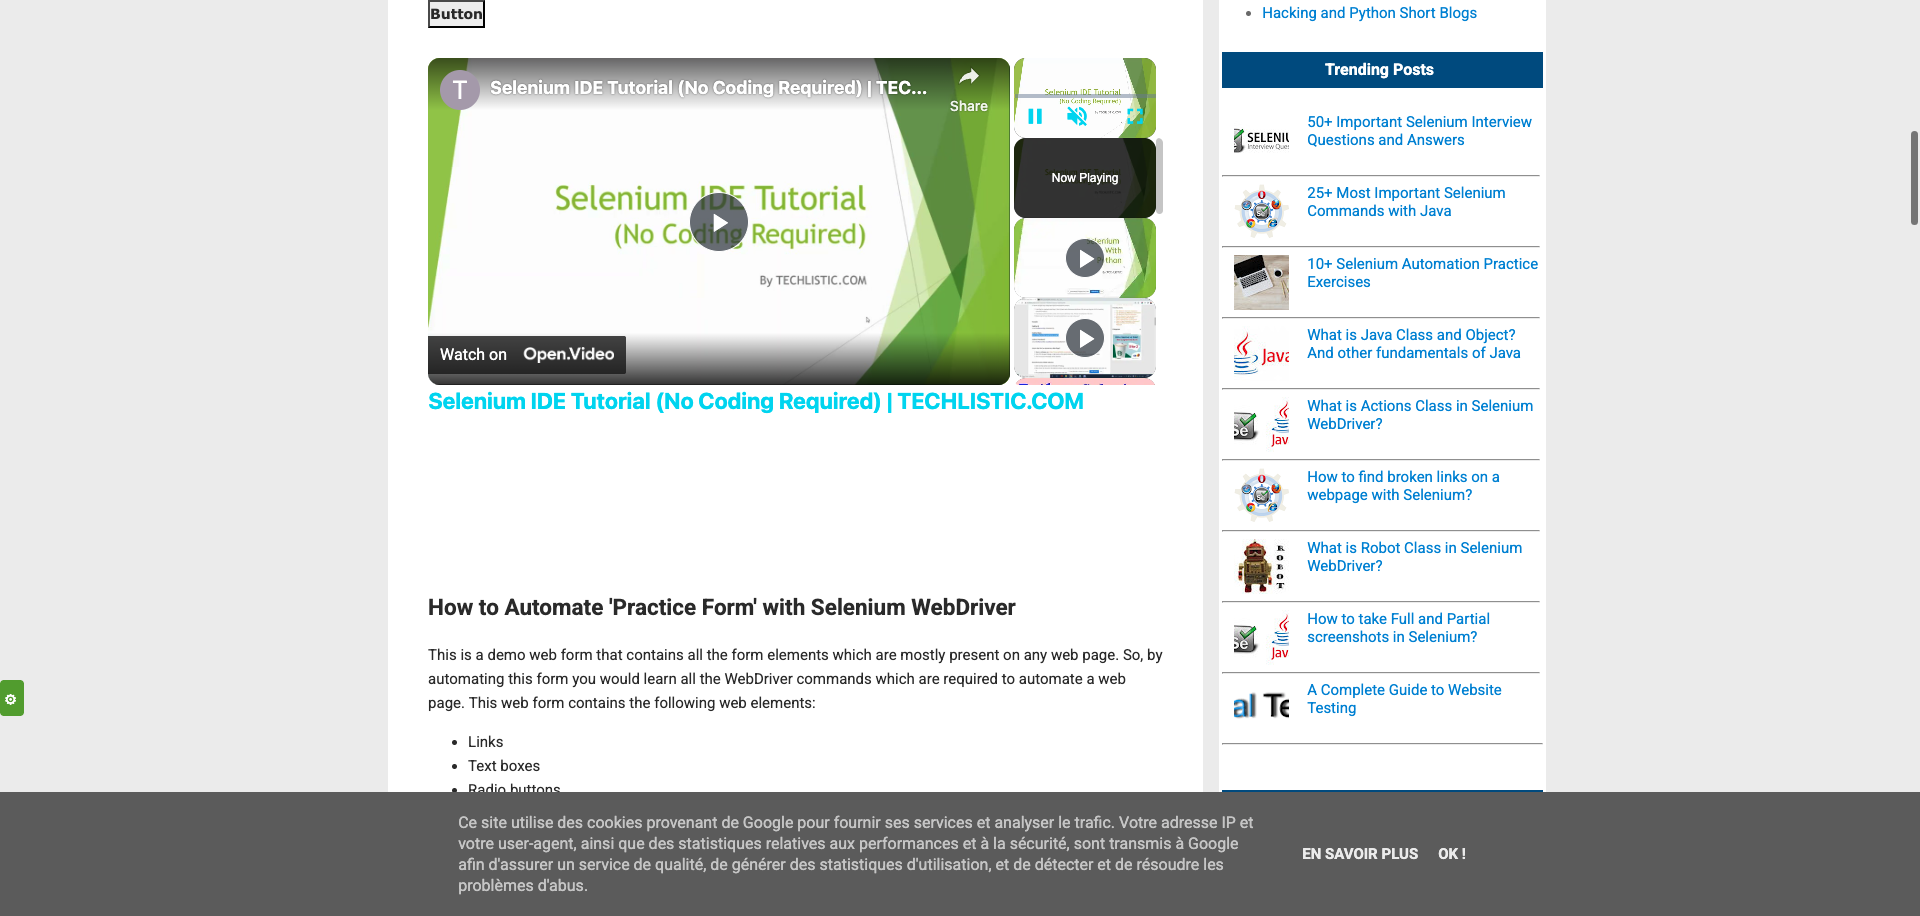 Button
Selenium IDE Tutorial (No Coding Required) | TEC...
Share
Selenium IDE Tutorial
(No Coding Required)
By TECHLISTIC.COM
Watch on Open.Video
Selenium IDE Tutorial
(No Coding Required)
Now Playing
Selenium
With
Python
Selenium IDE Tutorial (No Coding Required) | TECHLISTIC.COM
How to Automate 'Practice Form' with Selenium WebDriver
This is a demo web form that contains all the form elements which are mostly present on any web page. So, by
automating this form you would learn all the WebDriver commands which are required to automate a web
page. This web form contains the following web elements:
Links
Text boxes
Radio buttons
Hacking and Python Short Blogs
Trending Posts
50+ Important Selenium Interview
Questions and Answers
25+ Most Important Selenium
Commands with Java
10+ Selenium Automation Practice
Exercises
What is Java Class and Object?
And other fundamentals of Java
What is Actions Class in Selenium
WebDriver?
How to find broken links on a
webpage with Selenium?
What is Robot Class in Selenium
WebDriver?
How to take Full and Partial
screenshots in Selenium?
A Complete Guide to Website
Testing
Ce site utilise des cookies provenant de Google pour fournir ses services et analyser le trafic. Votre adresse IP et
votre user-agent, ainsi que des statistiques relatives aux performances et à la sécurité, sont transmis à Google
afin d'assurer un service de qualité, de générer des statistiques d'utilisation, et de détecter et de résoudre les
problèmes d'abus.
EN SAVOIR PLUS
OK !